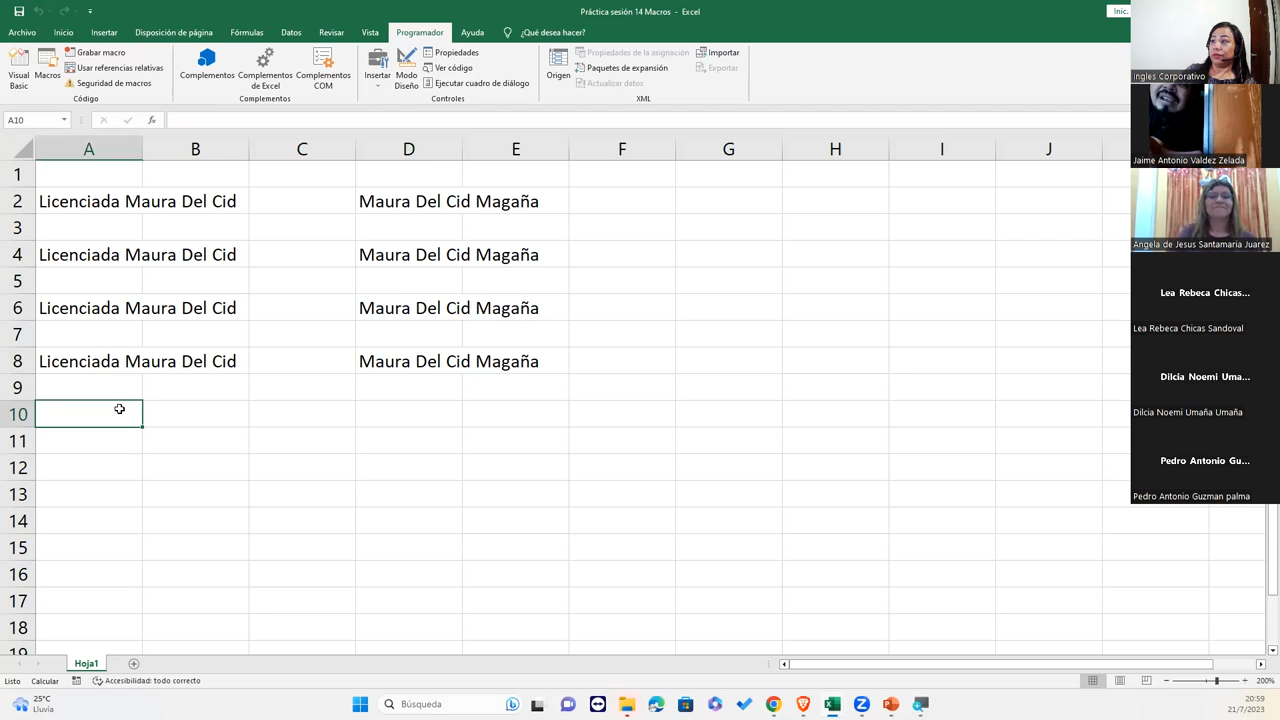 Práctica sesión 14 Macros - Excel
Inic.
Archivo Inicio Insertar Disposición de página Fórmulas Datos Revisar Vista Programador Ayuda ¿Qué desea hacer?
Visual Basic
Macros
Grabar macro
Usar referencias relativas
Seguridad de macros
Código
Complementos
Complementos de Excel
Complementos COM
Complementos
Insertar
Modo Diseño
Propiedades
Ver código
Ejecutar cuadro de diálogo
Controles
Origen
Propiedades de la asignación
Paquetes de expansión
Actualizar datos
Importar
Exportar
XML
A10
fx
A B C D E F G H I J
1
2 Licenciada Maura Del Cid Maura Del Cid Magaña
3
4 Licenciada Maura Del Cid Maura Del Cid Magaña
5
6 Licenciada Maura Del Cid Maura Del Cid Magaña
7
8 Licenciada Maura Del Cid Maura Del Cid Magaña
9
10
11
12
13
14
15
16
17
18
19
Hoja1
Listo Calcular Accesibilidad: todo correcto
200%
25°C
Lluvia
Búsqueda
20:59
21/7/2023
Ingles Corporativo
Jaime Antonio Valdez Zelada
Angela de Jesus Santamaria Juarez
Lea Rebeca Chicas...
Lea Rebeca Chicas Sandoval
Dilcia Noemi Uma...
Dilcia Noemi Umaña Umaña
Pedro Antonio Gu...
Pedro Antonio Guzman palma